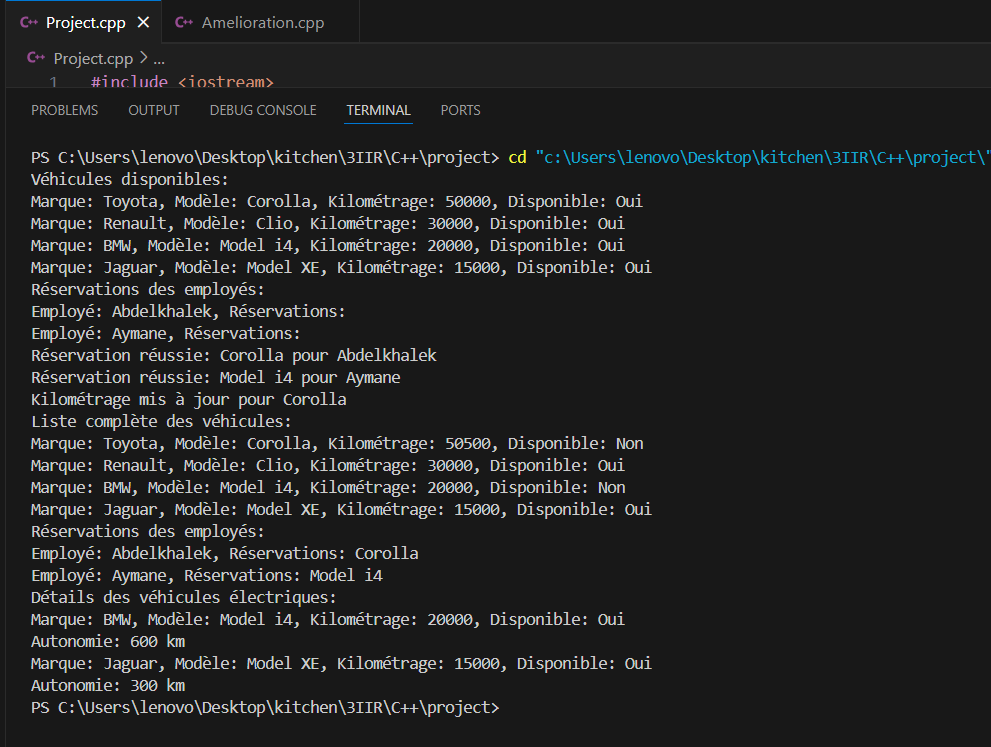 Project.cpp
Amelioration.cpp
Project.cpp > ...
1 #include <iostream>
PROBLEMS OUTPUT DEBUG CONSOLE TERMINAL PORTS
PS C:\Users\lenovo\Desktop\kitchen\3IIR\C++\project> cd "c:\Users\lenovo\Desktop\kitchen\3IIR\C++\project\"
Véhicules disponibles:
Marque: Toyota, Modèle: Corolla, Kilométrage: 50000, Disponible: Oui
Marque: Renault, Modèle: Clio, Kilométrage: 30000, Disponible: Oui
Marque: BMW, Modèle: Model i4, Kilométrage: 20000, Disponible: Oui
Marque: Jaguar, Modèle: Model XE, Kilométrage: 15000, Disponible: Oui
Réservations des employés:
Employé: Abdelkhalek, Réservations:
Employé: Aymane, Réservations:
Réservation réussie: Corolla pour Abdelkhalek
Réservation réussie: Model i4 pour Aymane
Kilométrage mis à jour pour Corolla
Liste complète des véhicules:
Marque: Toyota, Modèle: Corolla, Kilométrage: 50500, Disponible: Non
Marque: Renault, Modèle: Clio, Kilométrage: 30000, Disponible: Oui
Marque: BMW, Modèle: Model i4, Kilométrage: 20000, Disponible: Non
Marque: Jaguar, Modèle: Model XE, Kilométrage: 15000, Disponible: Oui
Réservations des employés:
Employé: Abdelkhalek, Réservations: Corolla
Employé: Aymane, Réservations: Model i4
Détails des véhicules électriques:
Marque: BMW, Modèle: Model i4, Kilométrage: 20000, Disponible: Oui
Autonomie: 600 km
Marque: Jaguar, Modèle: Model XE, Kilométrage: 15000, Disponible: Oui
Autonomie: 300 km
PS C:\Users\lenovo\Desktop\kitchen\3IIR\C++\project>